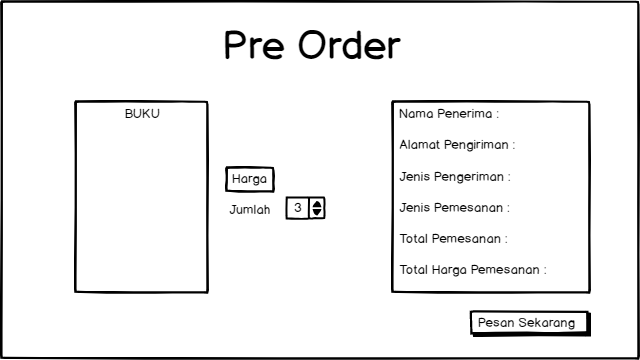 Pre Order
BUKU
Harga
Jumlah 3
Nama Penerima :
Alamat Pengiriman :
Jenis Pengeriman :
Jenis Pemesanan :
Total Pemesanan :
Total Harga Pemesanan :
Pesan Sekarang